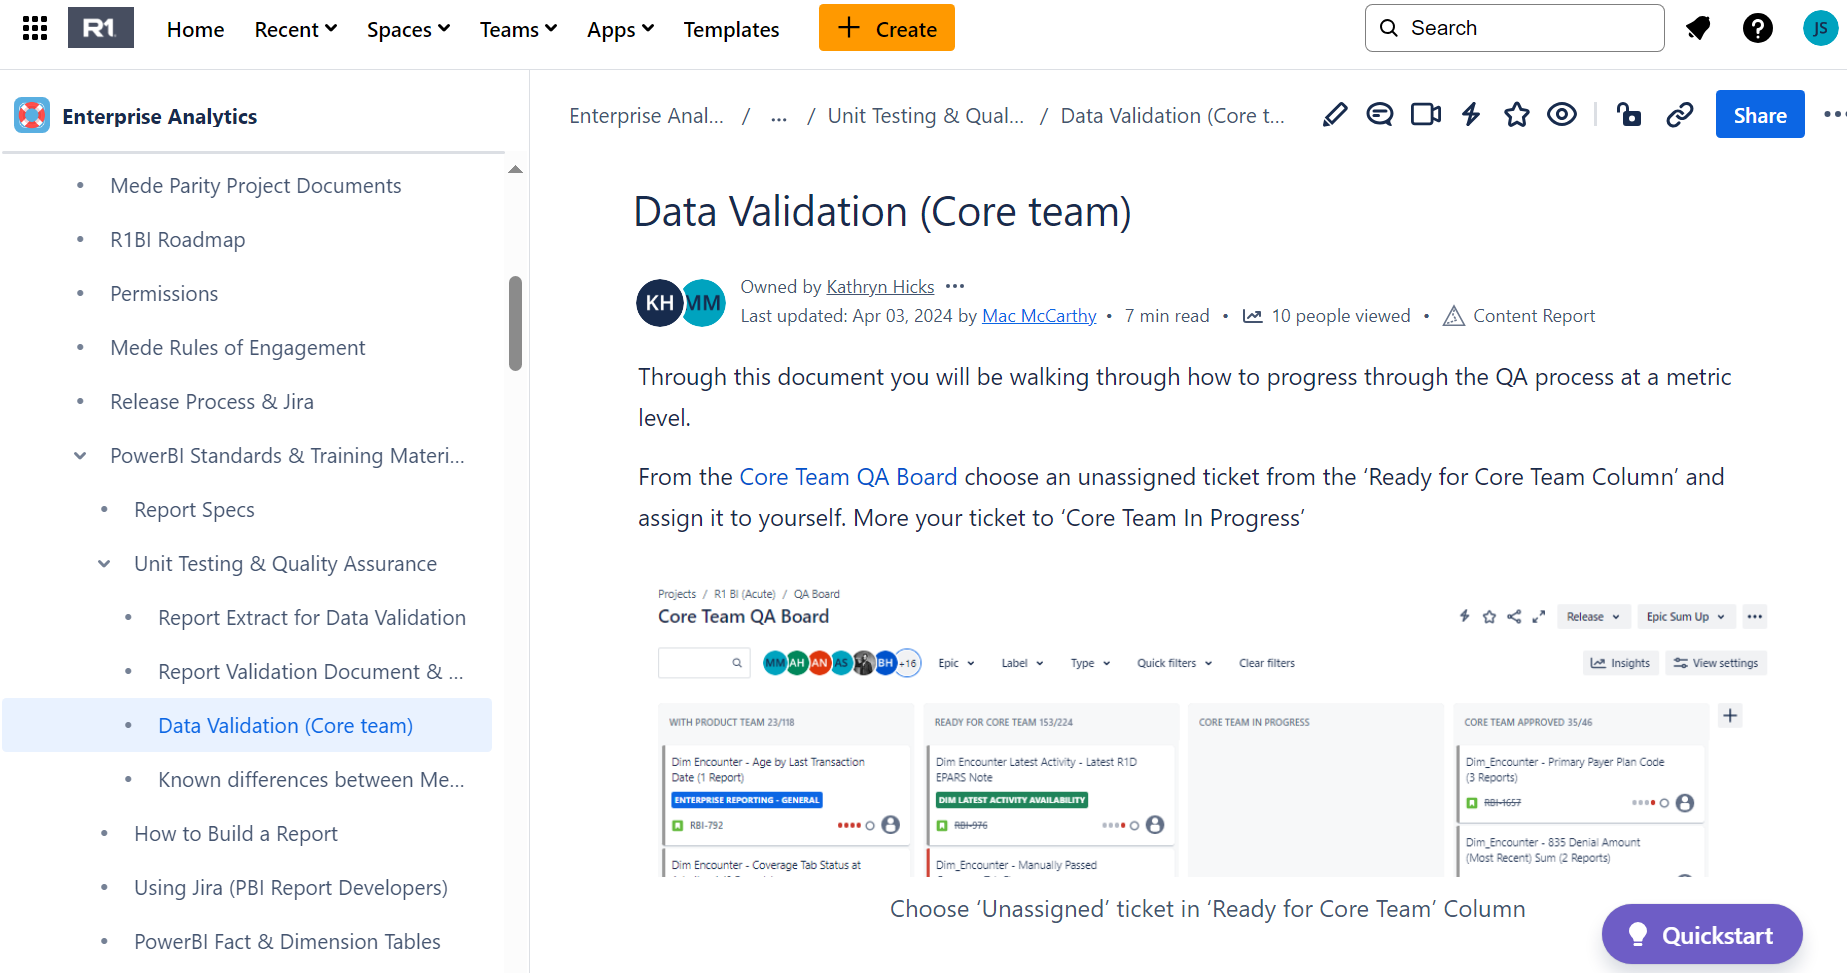 R1
Home
Recent
Spaces
Teams
Apps
Templates
Create
Search
JS
Enterprise Analytics
Mede Parity Project Documents
R1BI Roadmap
Permissions
Mede Rules of Engagement
Release Process & Jira
PowerBI Standards & Training Materi...
Report Specs
Unit Testing & Quality Assurance
Report Extract for Data Validation
Report Validation Document & ...
Data Validation (Core team)
Known differences between Me...
How to Build a Report
Using Jira (PBI Report Developers)
PowerBI Fact & Dimension Tables
Enterprise Anal... / ... / Unit Testing & Qual... / Data Validation (Core t...
Share
Data Validation (Core team)
KH MM
Owned by Kathryn Hicks
Last updated: Apr 03, 2024 by Mac McCarthy • 7 min read • 10 people viewed • Content Report
Through this document you will be walking through how to progress through the QA process at a metric
level.
From the Core Team QA Board choose an unassigned ticket from the ‘Ready for Core Team Column’ and
assign it to yourself. More your ticket to ‘Core Team In Progress’
Projects / R1 BI (Acute) / QA Board
Core Team QA Board
Release
Epic Sum Up
MM AH AN AS BH +16
Epic
Label
Type
Quick filters
Clear filters
Insights
View settings
WITH PRODUCT TEAM 23/118
Dim Encounter - Age by Last Transaction
Date (1 Report)
ENTERPRISE REPORTING - GENERAL
RBI-792
Dim Encounter - Coverage Tab Status at
READY FOR CORE TEAM 153/224
Dim Encounter Latest Activity - Latest R1D
EPARS Note
DIM LATEST ACTIVITY AVAILABILITY
RBI-976
Dim_Encounter - Manually Passed
CORE TEAM IN PROGRESS
CORE TEAM APPROVED 35/46
Dim_Encounter - Primary Payer Plan Code
(3 Reports)
RBI-1657
Dim_Encounter - 835 Denial Amount
(Most Recent) Sum (2 Reports)
Choose ‘Unassigned’ ticket in ‘Ready for Core Team’ Column
Quickstart